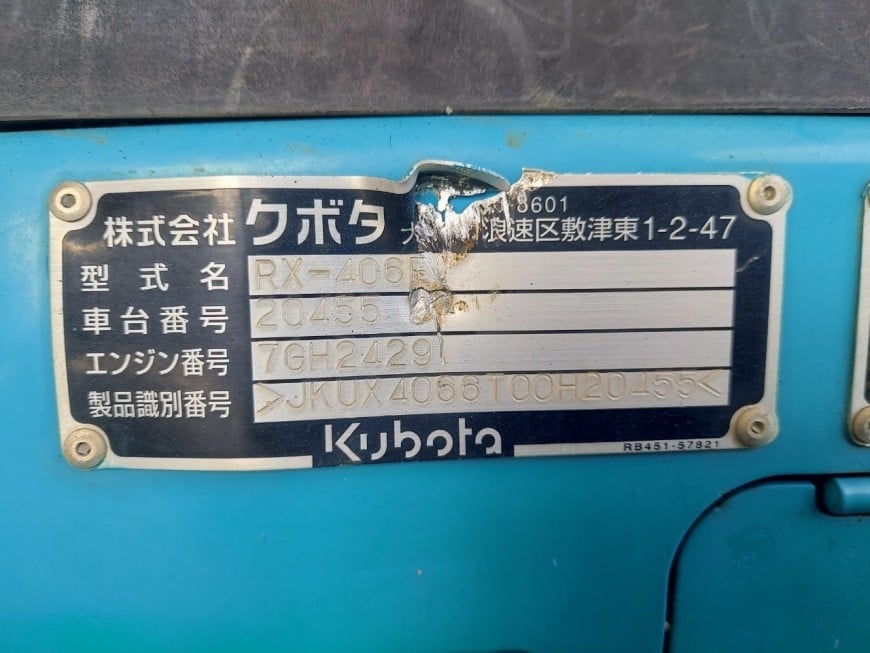 8601
株式会社 クボタ 大 浪速区敷津東1-2-47
型式名 RX-406E
車台番号 20455
エンジン番号 7GH2429
製品識別番号 >JKUX4066T00H20455<
Kubota
RB451-57821